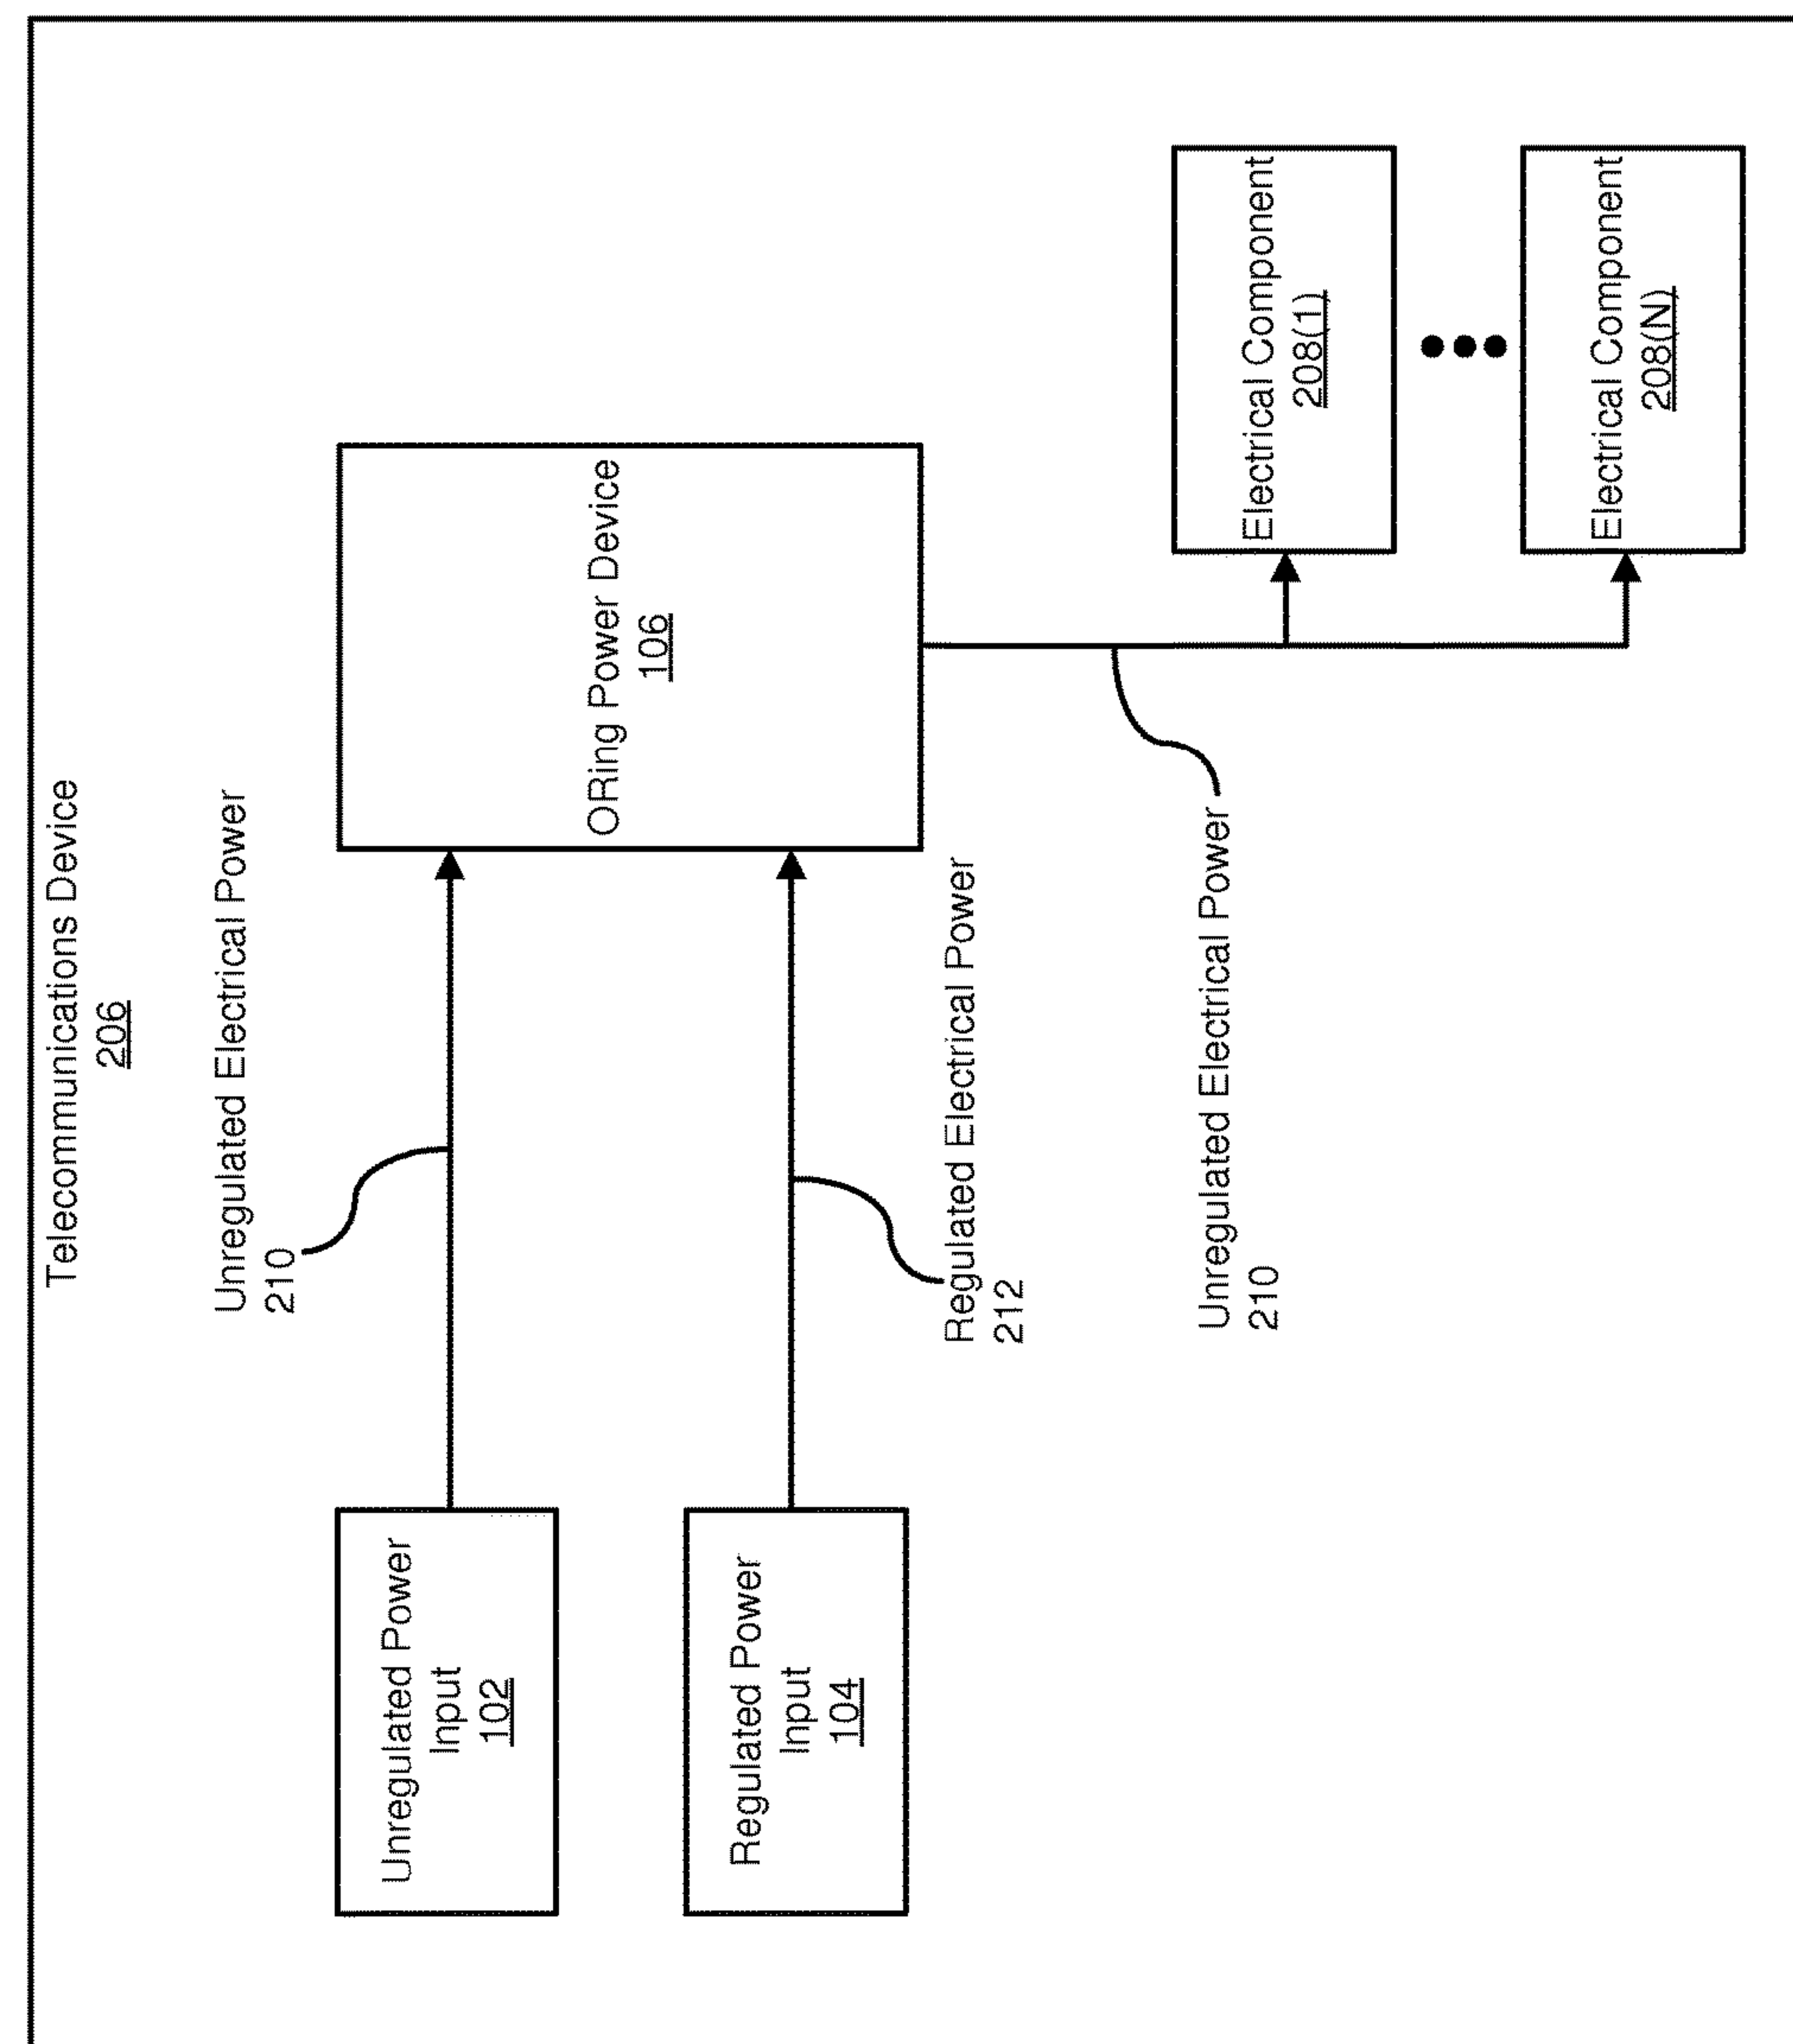 Telecommunications Device
206
Unregulated Electrical Power
210
Unregulated Power
Input
102
ORing Power Device
106
Regulated Power
Input
104
Regulated Electrical Power
212
Unregulated Electrical Power
210
Electrical Component
208(1)
Electrical Component
208(N)